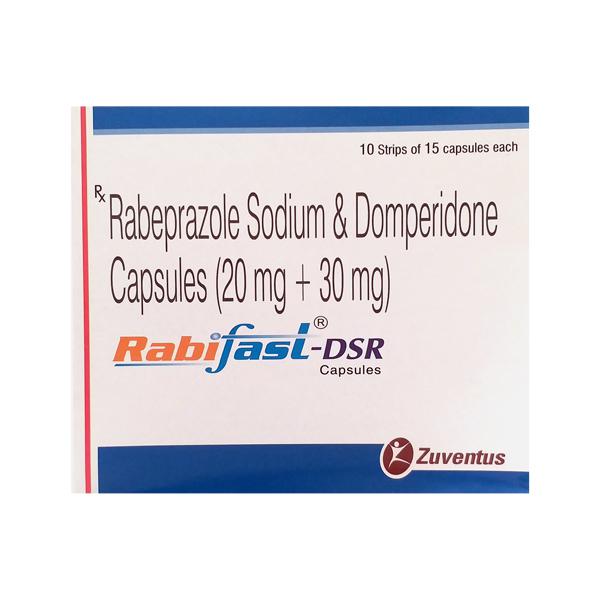 10 Strips of 15 capsules each
Rx Rabeprazole Sodium & Domperidone
Capsules (20 mg + 30 mg)
Rabifast®-DSR
Capsules
Zuventus